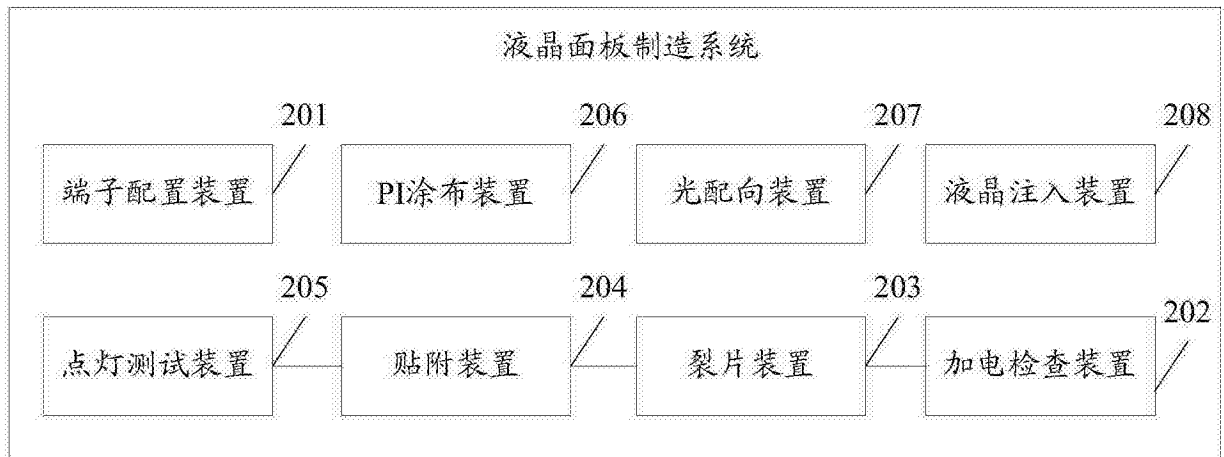 液晶面板制造系统
201
206
207
208
端子配置装置
PI涂布装置
光配向装置
液晶注入装置
205
204
203
202
点灯测试装置
贴附装置
裂片装置
加电检查装置